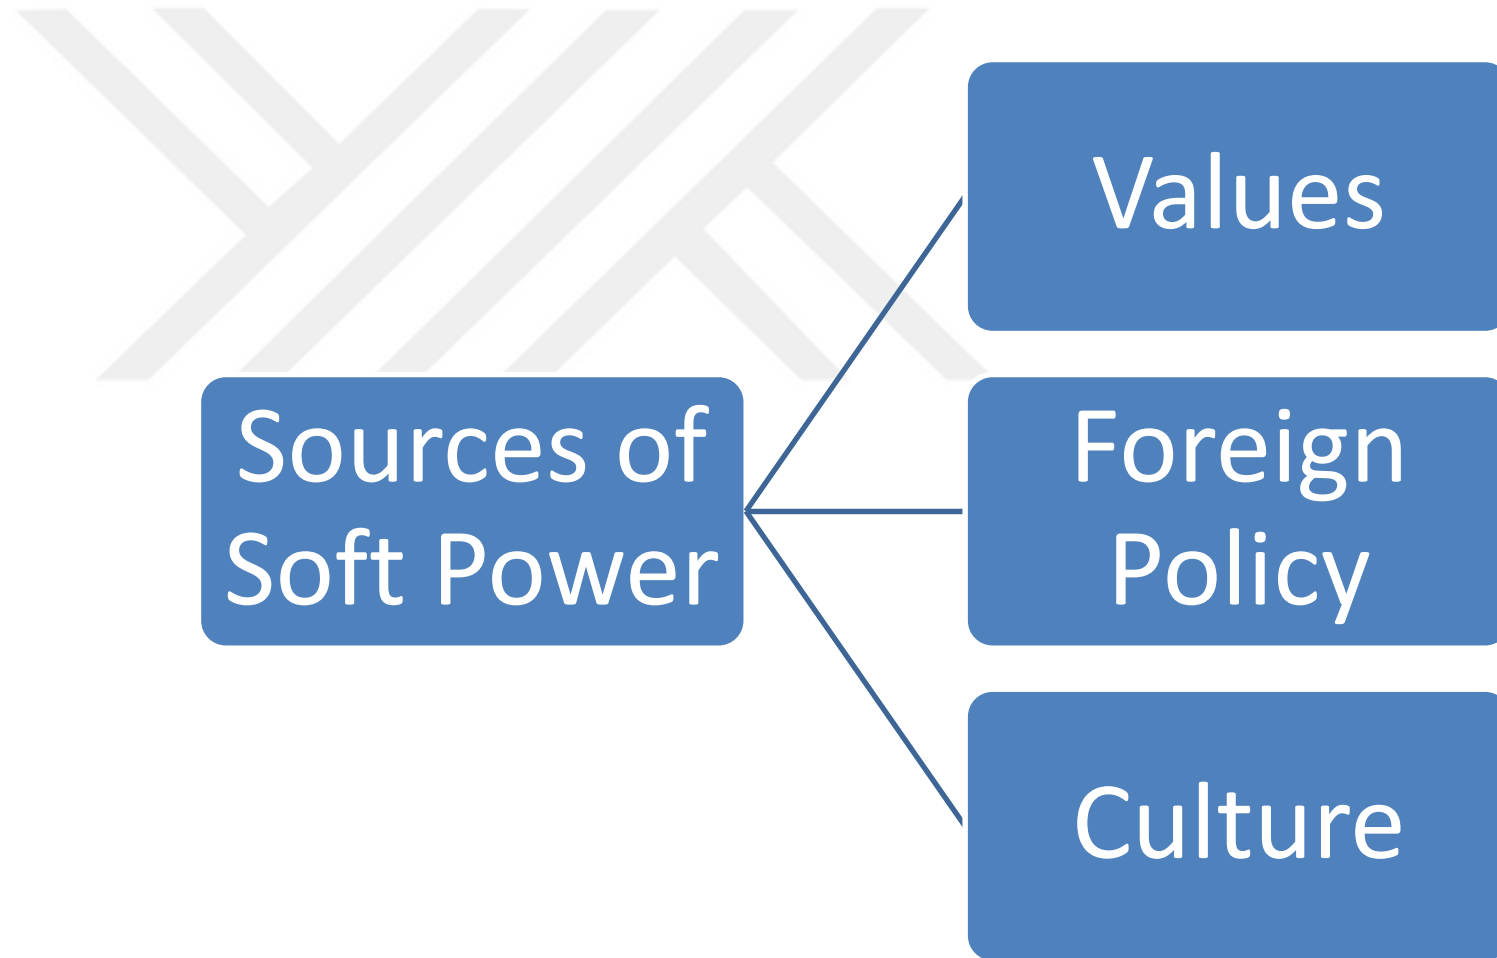 Values
Sources of
Soft Power
Foreign
Policy
Culture